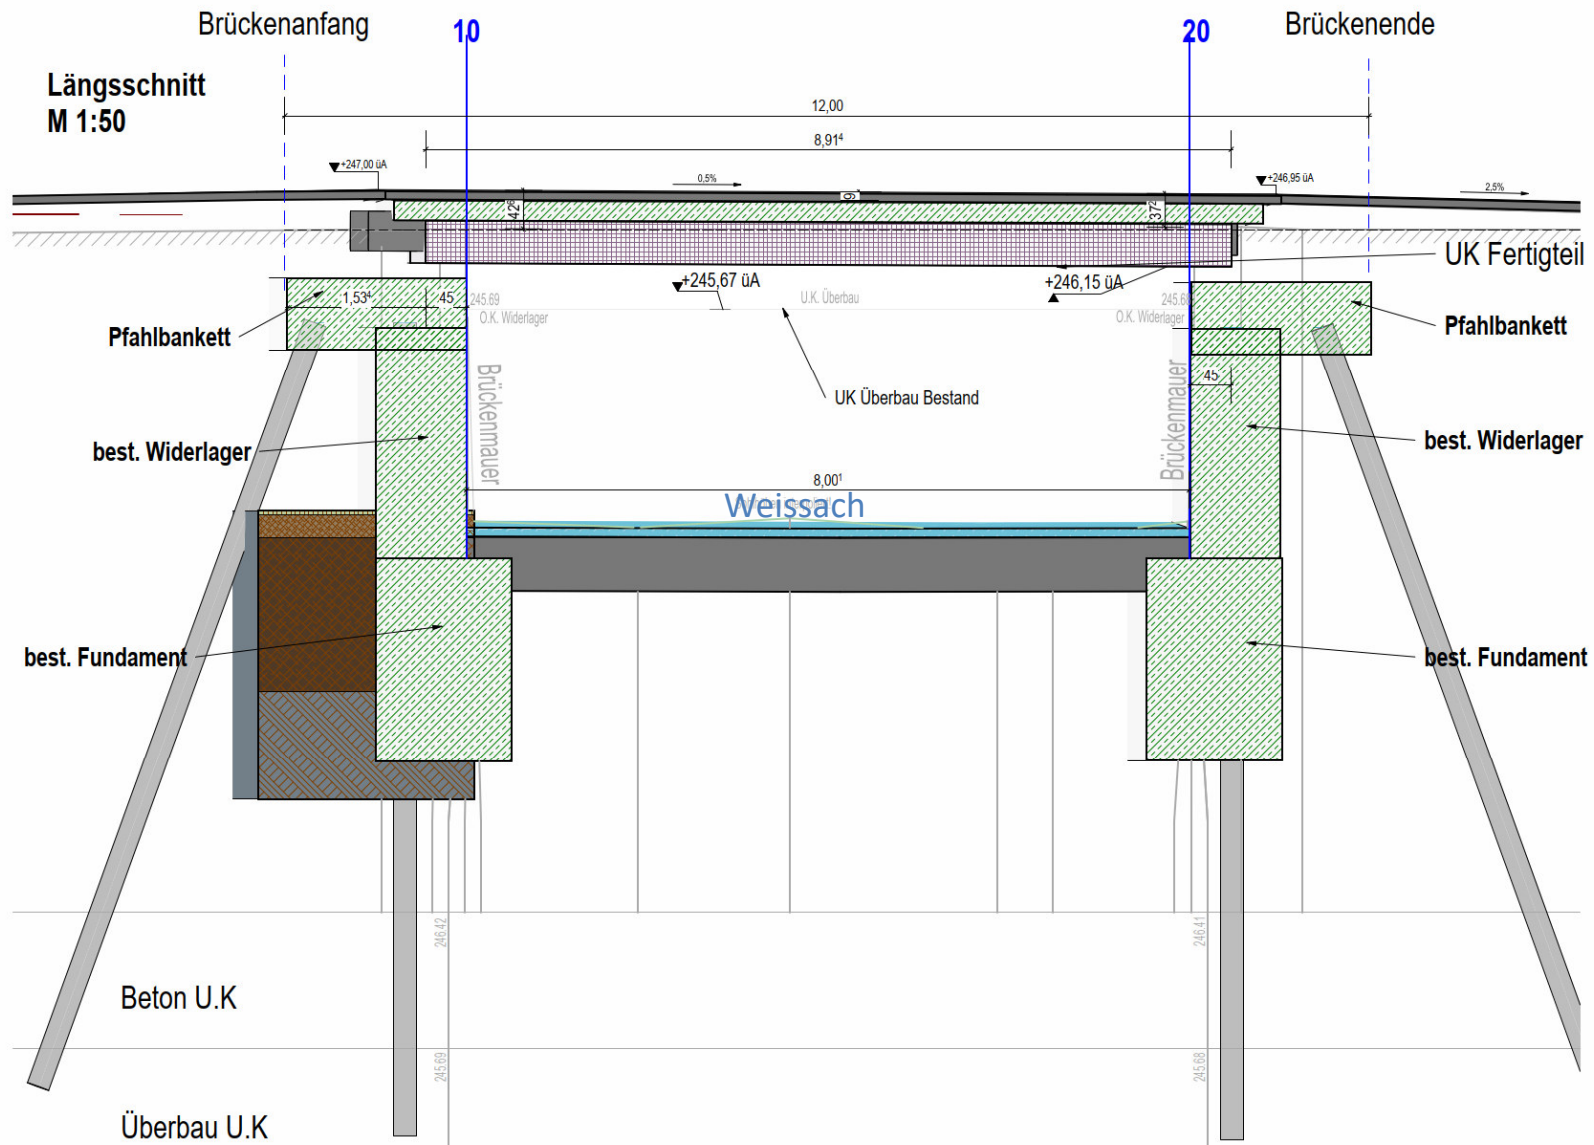 Brückenanfang
10
20
Brückenende
Längsschnitt
M 1:50
12,00
8,91⁴
+247,00 üA
0,5%
9
+246,95 üA
2,5%
42⁶
37²
UK Fertigteil
+245,67 üA
+246,15 üA
1,53⁴
45
245.69
U.K. Überbau
245.68
O.K. Widerlager
O.K. Widerlager
Pfahlbankett
Pfahlbankett
Brückenmauer
Brückenmauer
45
UK Überbau Bestand
best. Widerlager
best. Widerlager
8,00¹
Weissach
best. Fundament
best. Fundament
246.42
246.41
Beton U.K
245.69
245.68
Überbau U.K